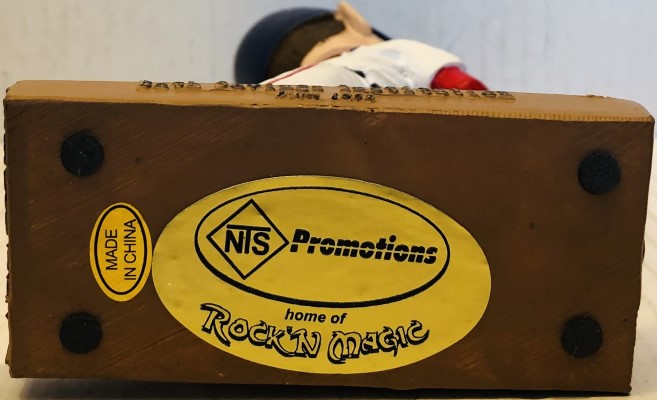 MADE
IN CHINA
NTS Promotions
home of
ROCK'N MAGIC